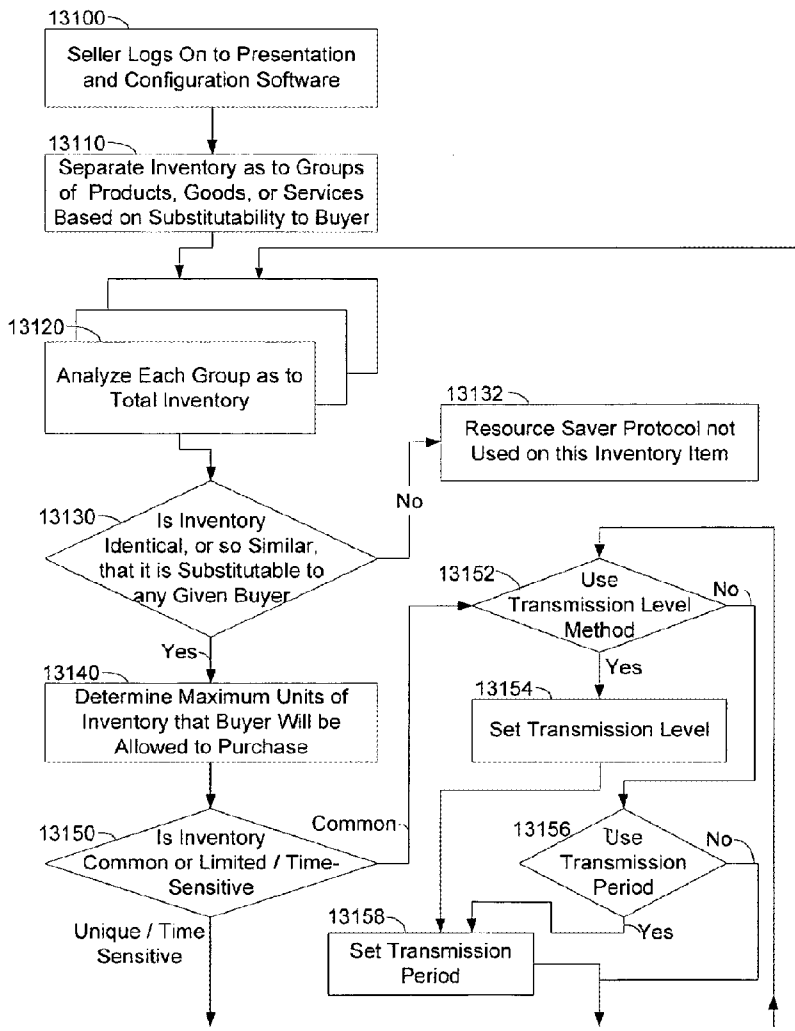 13100
Seller Logs On to Presentation
and Configuration Software
13110
Separate Inventory as to Groups
of Products, Goods, or Services
Based on Substitutability to Buyer
13120
Analyze Each Group as to
Total Inventory
13132
Resource Saver Protocol not
Used on this Inventory Item
No
13130
Is Inventory
Identical, or so Similar,
that it is Substitutable to
any Given Buyer
Yes
13140
Determine Maximum Units of
Inventory that Buyer Will be
Allowed to Purchase
13150
Is Inventory
Common or Limited / Time-
Sensitive
Common
Unique / Time
Sensitive
13152
Use
Transmission Level
Method
No
Yes
13154
Set Transmission Level
13156
Use
Transmission
Period
No
Yes
13158
Set Transmission
Period